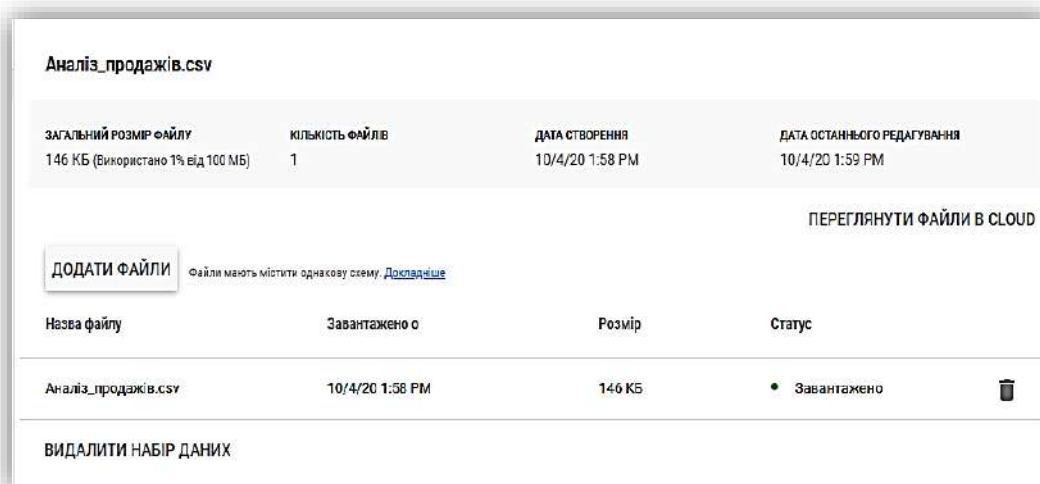 Аналіз_продажів.csv
ЗАГАЛЬНИЙ РОЗМІР ФАЙЛУ КІЛЬКІСТЬ ФАЙЛІВ ДАТА СТВОРЕННЯ ДАТА ОСТАННЬОГО РЕДАГУВАННЯ
146 КБ (Використано 1% від 100 МБ) 1 10/4/20 1:58 PM 10/4/20 1:59 PM
ПЕРЕГЛЯНУТИ ФАЙЛИ В CLOUD
ДОДАТИ ФАЙЛИ Файли мають містити однакову схему. Докладніше
Назва файлу Завантажено о Розмір Статус
Аналіз_продажів.csv 10/4/20 1:58 PM 146 КБ • Завантажено
ВИДАЛИТИ НАБІР ДАНИХ